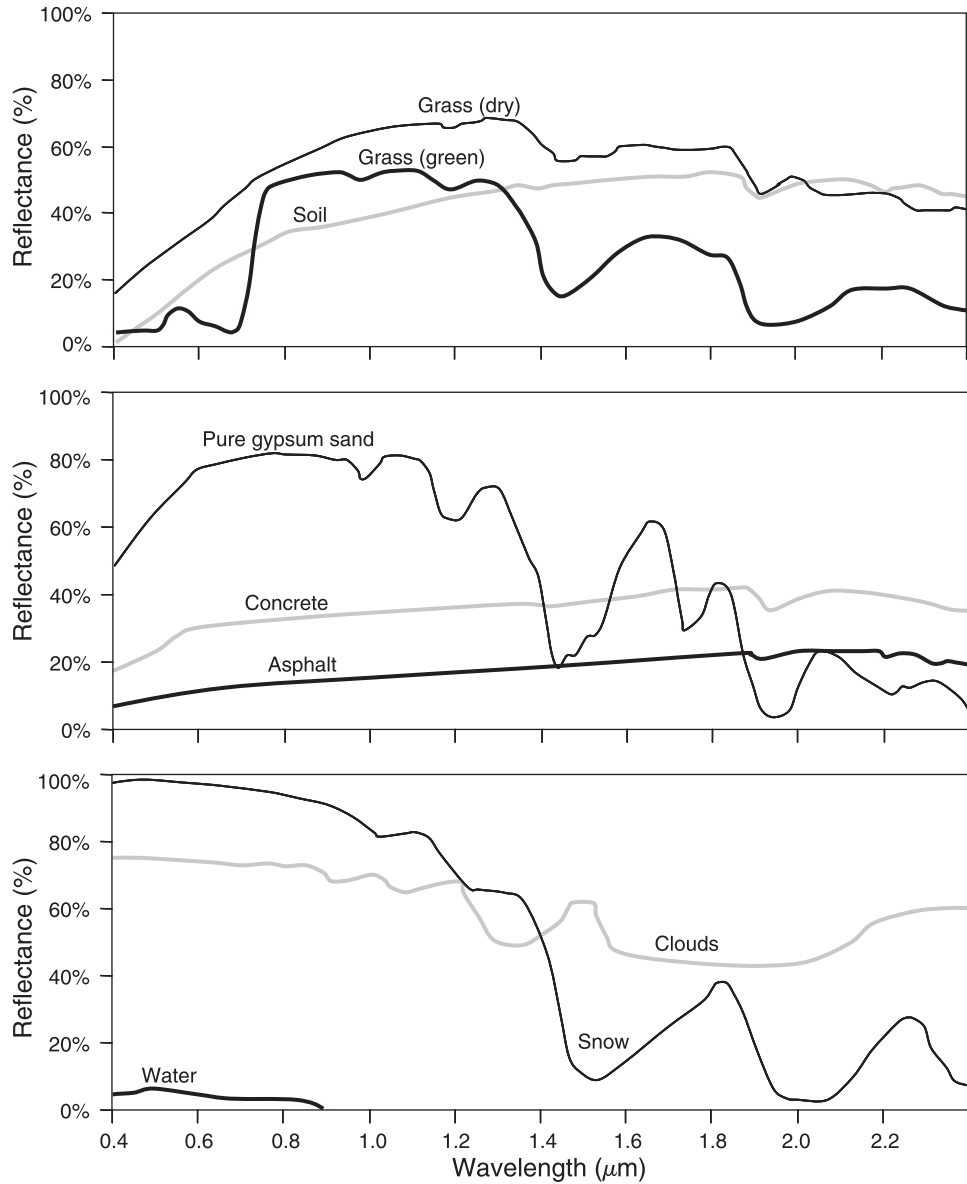 100%
80%
60%
40%
20%
0%
Reflectance (%)
Grass (dry)
Grass (green)
Soil
100%
80%
60%
40%
20%
0%
Reflectance (%)
Pure gypsum sand
Concrete
Asphalt
100%
80%
60%
40%
20%
0%
Reflectance (%)
Clouds
Snow
Water
0.4 0.6 0.8 1.0 1.2 1.4 1.6 1.8 2.0 2.2
Wavelength (μm)